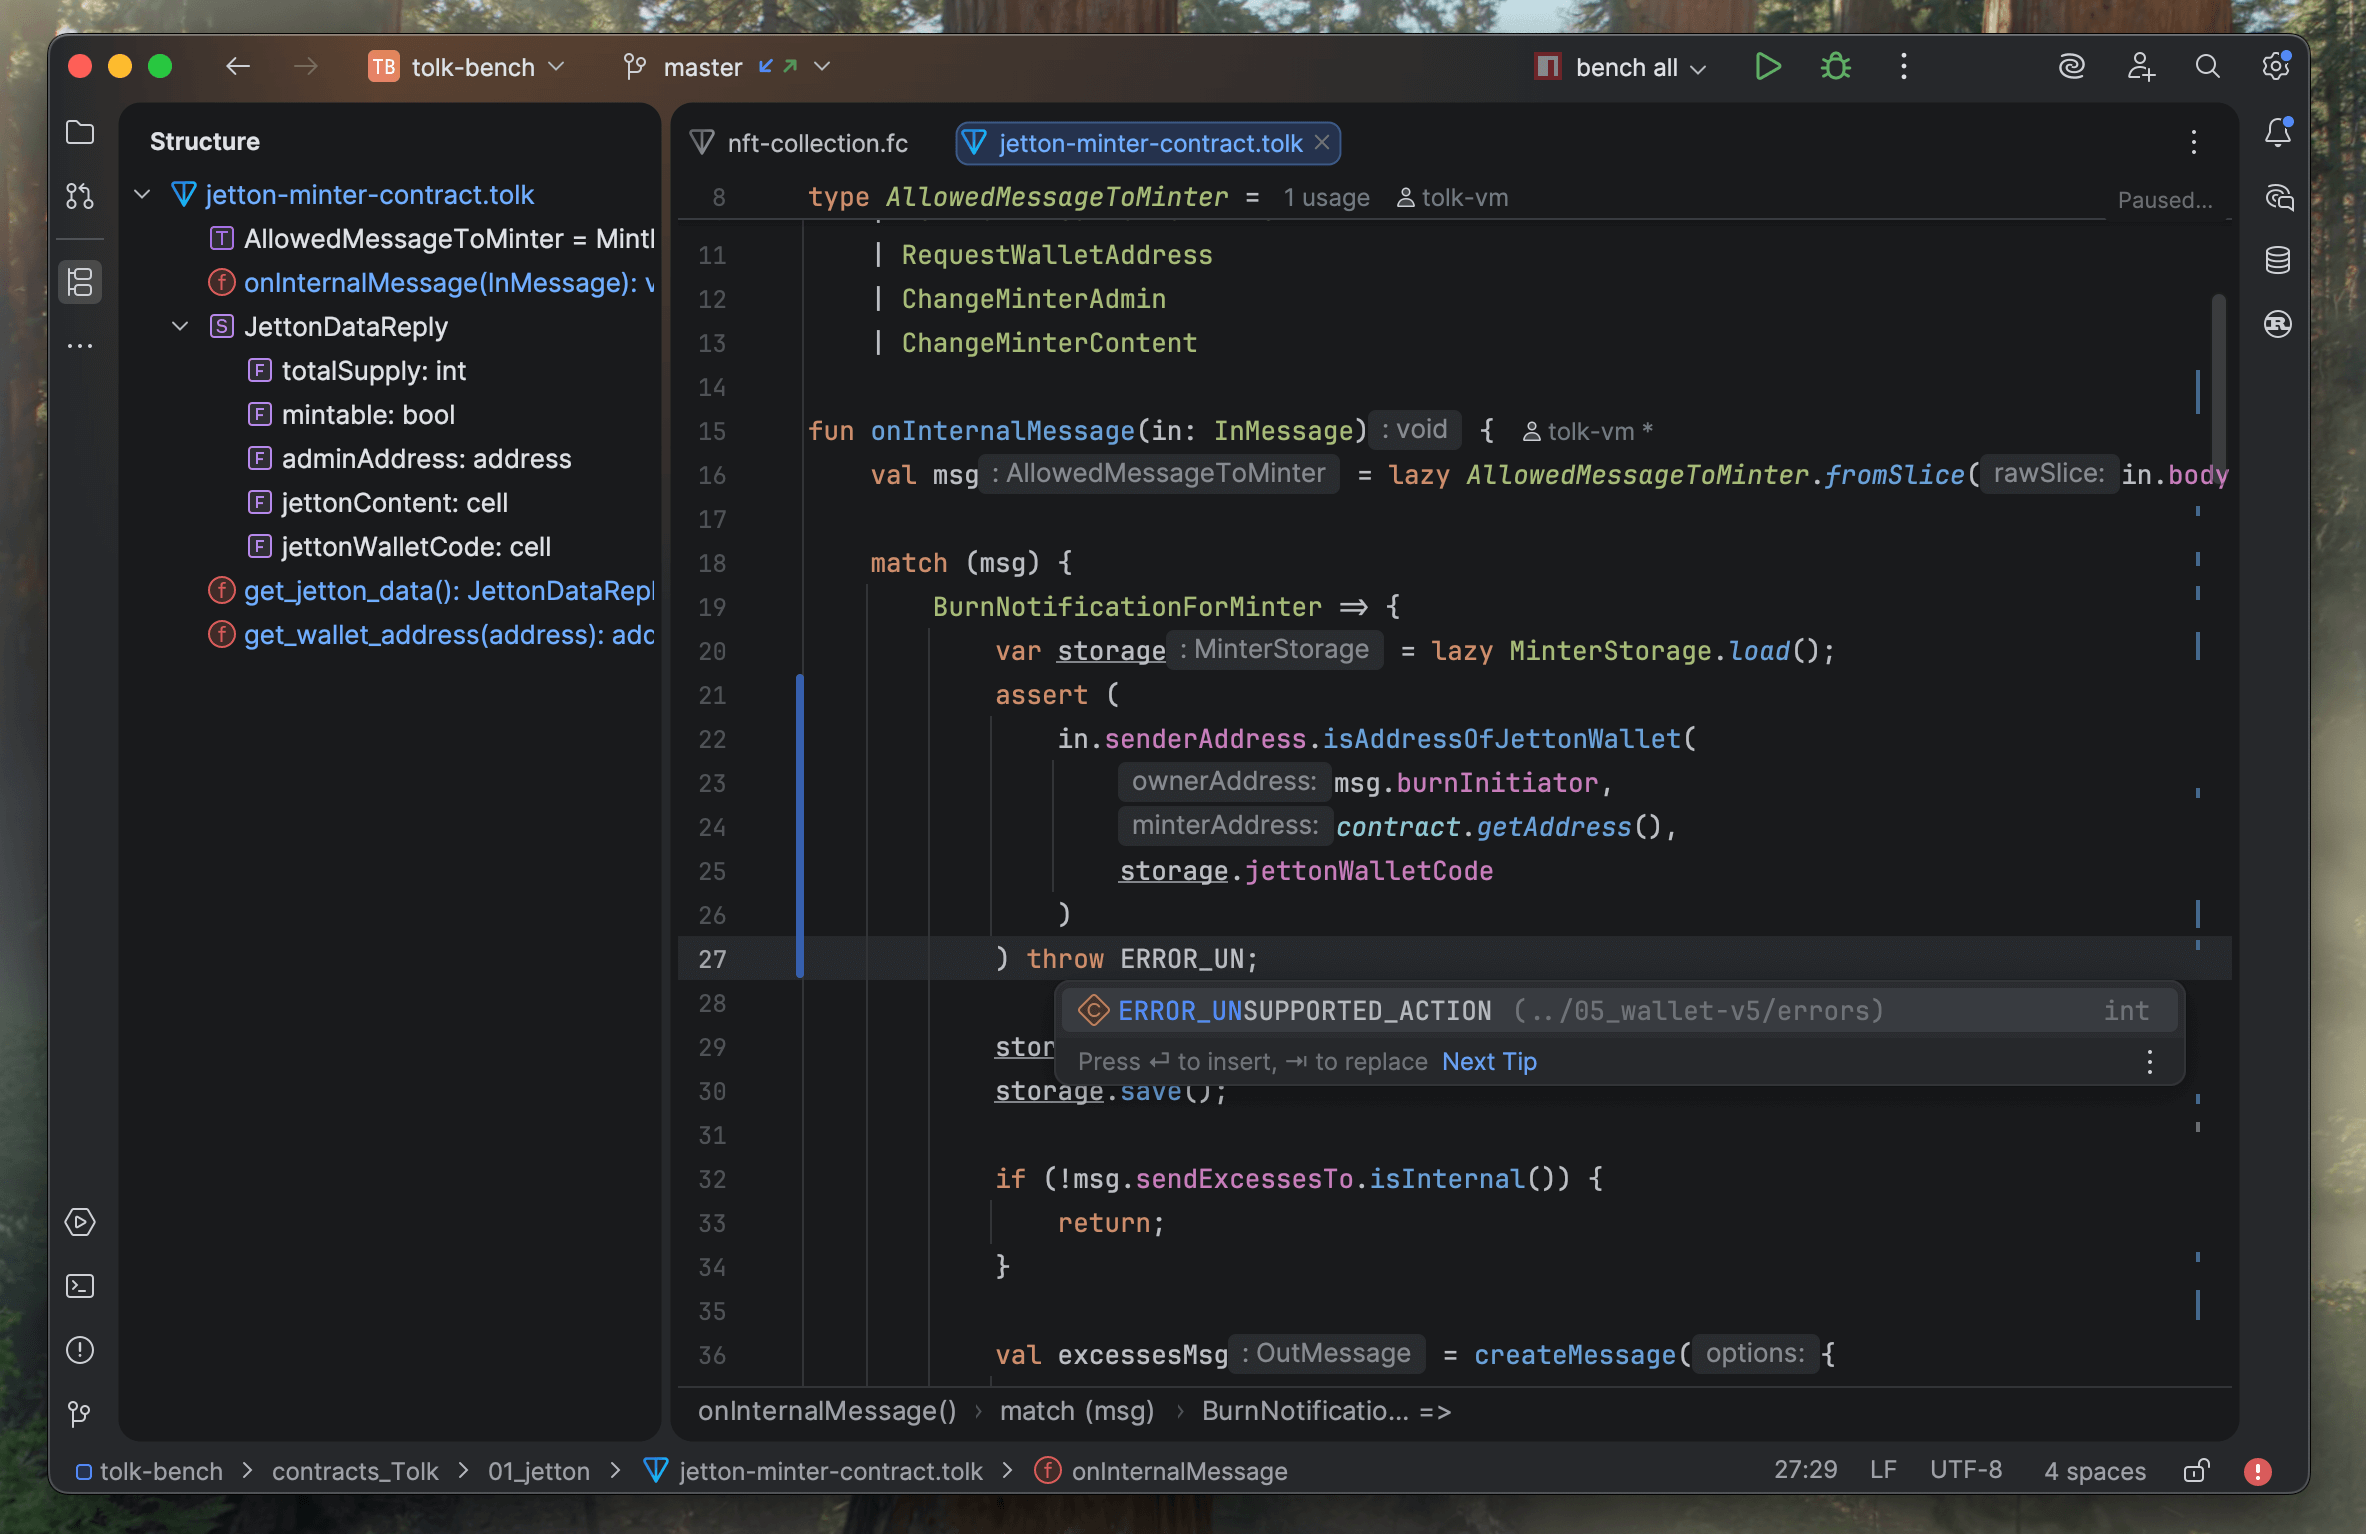 TB tolk-bench master bench all
Structure
jetton-minter-contract.tolk
T AllowedMessageToMinter = Mint
f onInternalMessage(InMessage): v
S JettonDataReply
F totalSupply: int
F mintable: bool
F adminAddress: address
F jettonContent: cell
F jettonWalletCode: cell
f get_jetton_data(): JettonDataRepl
f get_wallet_address(address): add
nft-collection.fc jetton-minter-contract.tolk
8 type AllowedMessageToMinter = 1 usage tolk-vm Paused...
11 | RequestWalletAddress
12 | ChangeMinterAdmin
13 | ChangeMinterContent
14
15 fun onInternalMessage(in: InMessage) : void { tolk-vm *
16 val msg : AllowedMessageToMinter = lazy AllowedMessageToMinter.fromSlice( rawSlice: in.body
17
18 match (msg) {
19 BurnNotificationForMinter => {
20 var storage : MinterStorage = lazy MinterStorage.load();
21 assert (
22 in.senderAddress.isAddressOfJettonWallet(
23 ownerAddress: msg.burnInitiator,
24 minterAddress: contract.getAddress(),
25 storage.jettonWalletCode
26 )
27 ) throw ERROR_UN;
28
C ERROR_UNSUPPORTED_ACTION (../05_wallet-v5/errors) int
29 stor
Press ⏎ to insert, ⇥ to replace Next Tip
30 storage.save();
31
32 if (!msg.sendExcessesTo.isInternal()) {
33 return;
34 }
35
36 val excessesMsg : OutMessage = createMessage( options: {
onInternalMessage() › match (msg) › BurnNotificatio... =>
tolk-bench > contracts_Tolk > 01_jetton > jetton-minter-contract.tolk > f onInternalMessage 27:29 LF UTF-8 4 spaces